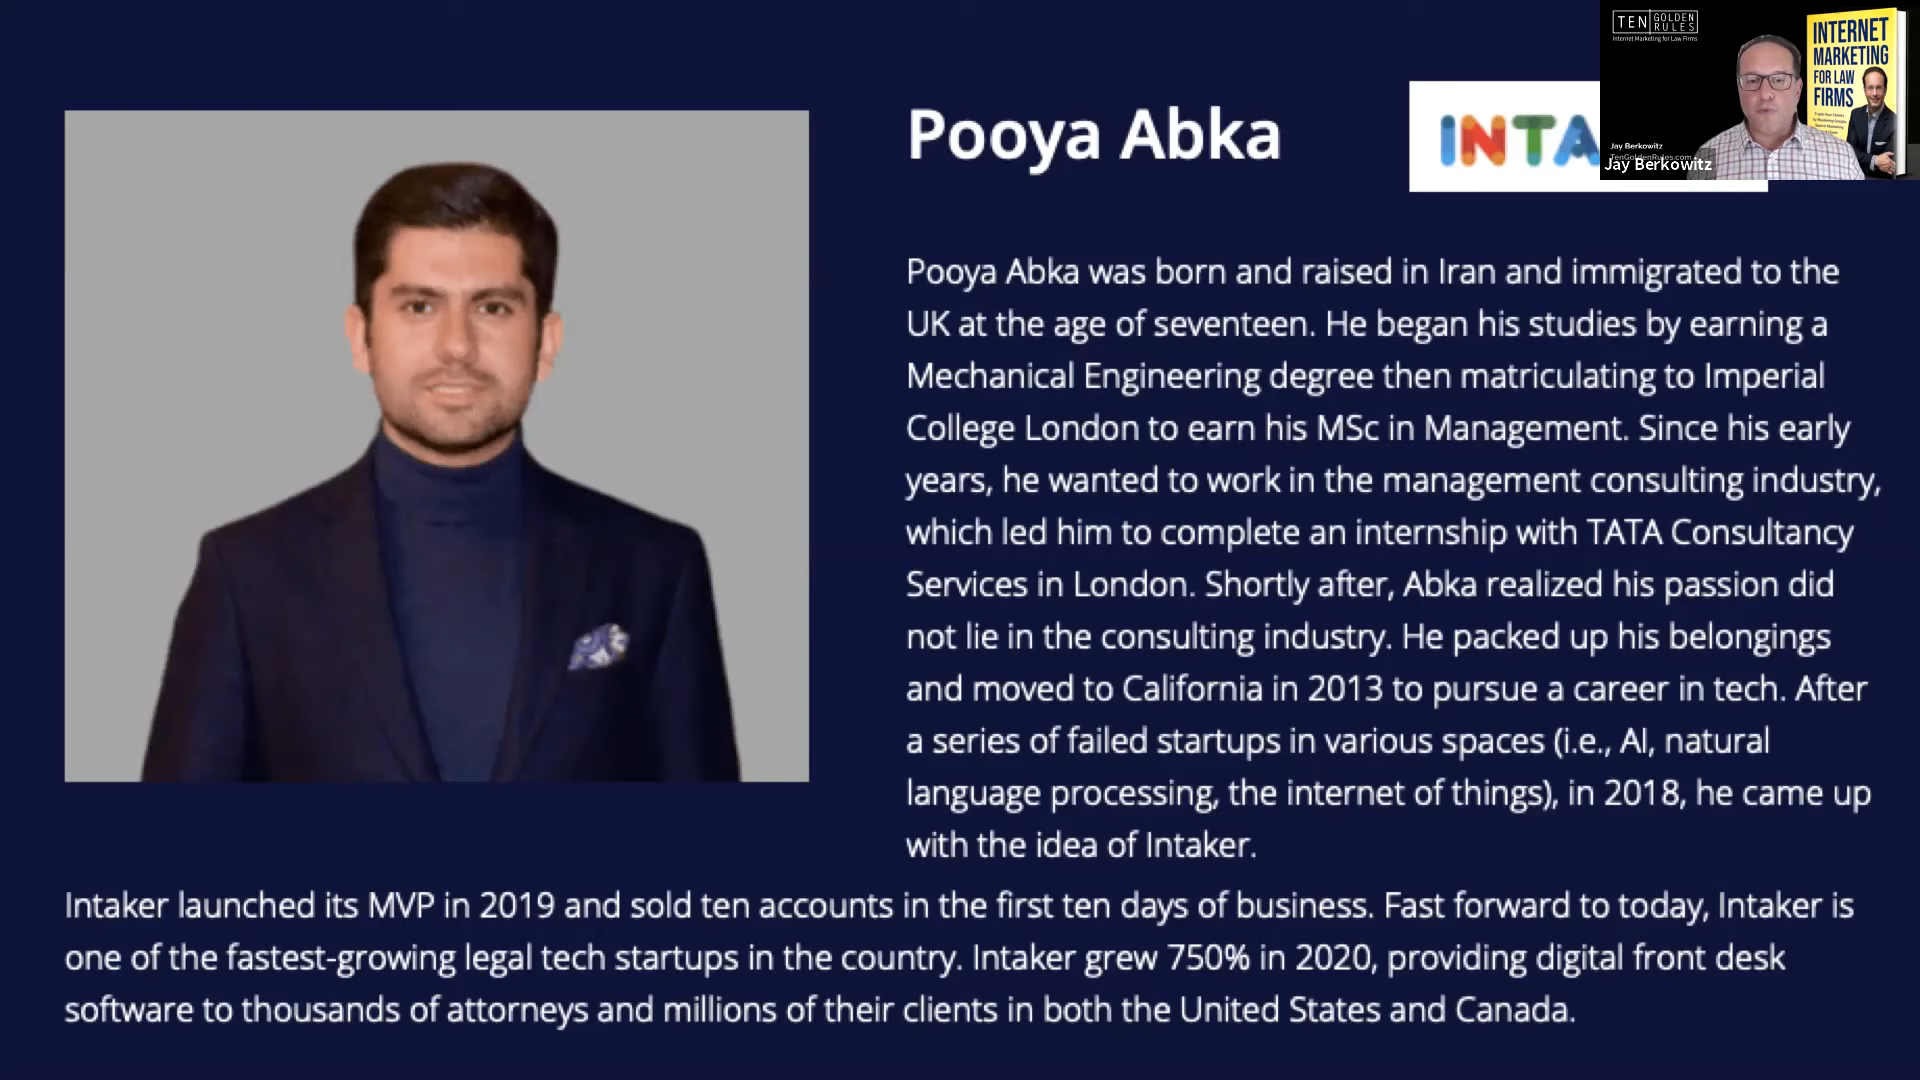 Pooya Abka
INTA
TEN GOLDEN RULES
Internet Marketing for Law Firms
INTERNET
MARKETING
FOR LAW
FIRMS
Jay Berkowitz
TenGoldenRules.com
Jay Berkowitz
Pooya Abka was born and raised in Iran and immigrated to the
UK at the age of seventeen. He began his studies by earning a
Mechanical Engineering degree then matriculating to Imperial
College London to earn his MSc in Management. Since his early
years, he wanted to work in the management consulting industry,
which led him to complete an internship with TATA Consultancy
Services in London. Shortly after, Abka realized his passion did
not lie in the consulting industry. He packed up his belongings
and moved to California in 2013 to pursue a career in tech. After
a series of failed startups in various spaces (i.e., AI, natural
language processing, the internet of things), in 2018, he came up
with the idea of Intaker.
Intaker launched its MVP in 2019 and sold ten accounts in the first ten days of business. Fast forward to today, Intaker is
one of the fastest-growing legal tech startups in the country. Intaker grew 750% in 2020, providing digital front desk
software to thousands of attorneys and millions of their clients in both the United States and Canada.